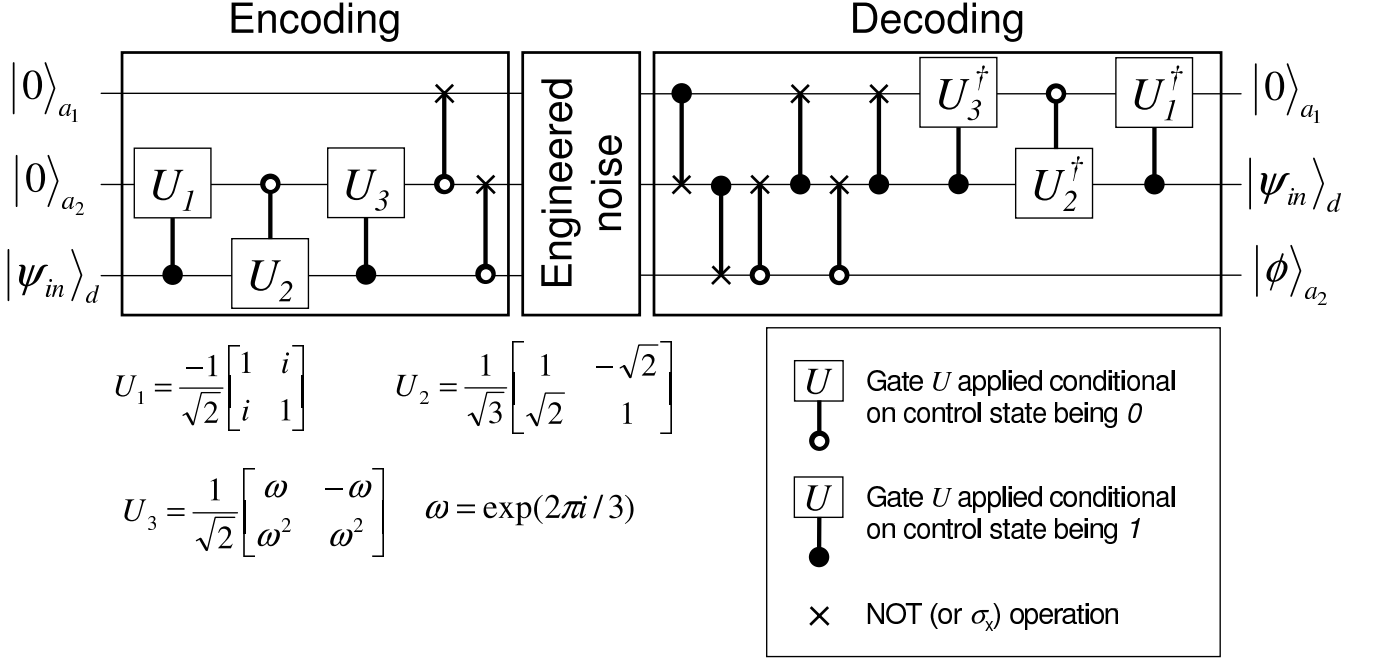 Encoding
Decoding
|0⟩a₁
|0⟩a₂
|ψin⟩d
U₁
U₂
U₃
Engineered
noise
U₃†
U₂†
U₁†
|0⟩a₁
|ψin⟩d
|ϕ⟩a₂
U₁ = -1/√2 [1 i; i 1]
U₂ = 1/√3 [1 -√2; √2 1]
U₃ = 1/√2 [ω -ω; ω² ω²]
ω = exp(2πi / 3)
U
Gate U applied conditional
on control state being 0
U
Gate U applied conditional
on control state being 1
× NOT (or σx) operation